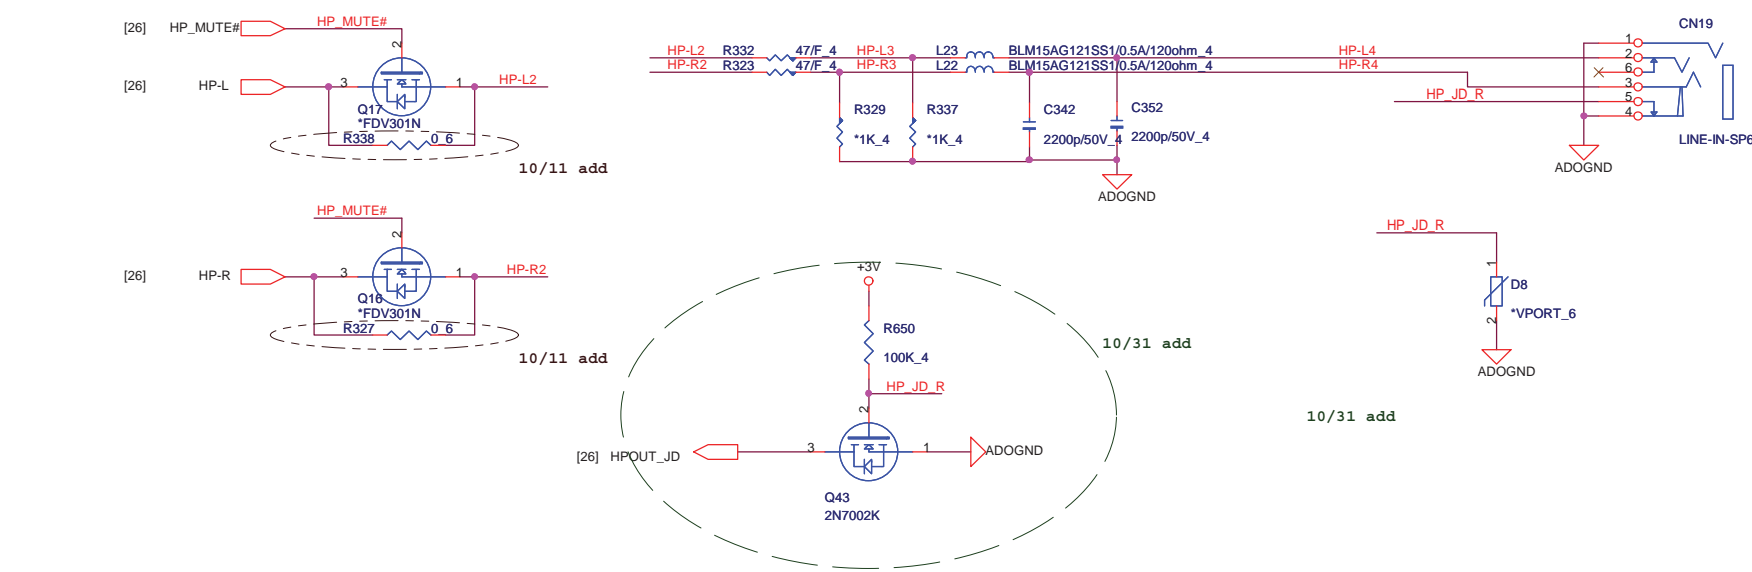 [26] HP_MUTE# HP_MUTE#
2
[26] HP-L 3 1 HP-L2
Q17
*FDV301N
R338 0_6
10/11 add
HP_MUTE#
2
[26] HP-R 3 1 HP-R2
Q16
*FDV301N
R327 0_6
10/11 add
HP-L2 R332 47/F_4 HP-L3 L23 BLM15AG121SS1/0.5A/120ohm_4 HP-L4
HP-R2 R323 47/F_4 HP-R3 L22 BLM15AG121SS1/0.5A/120ohm_4 HP-R4
R329
*1K_4
R337
*1K_4
C342
2200p/50V_4
C352
2200p/50V_4
ADOGND
CN19
1
2
6
3
5
4
HP_JD_R
LINE-IN-SP6
ADOGND
+3V
R650
100K_4
HP_JD_R
2
[26] HPOUT_JD 3 1 ADOGND
Q43
2N7002K
10/31 add
HP_JD_R
1
D8
*VPORT_6
2
ADOGND
10/31 add